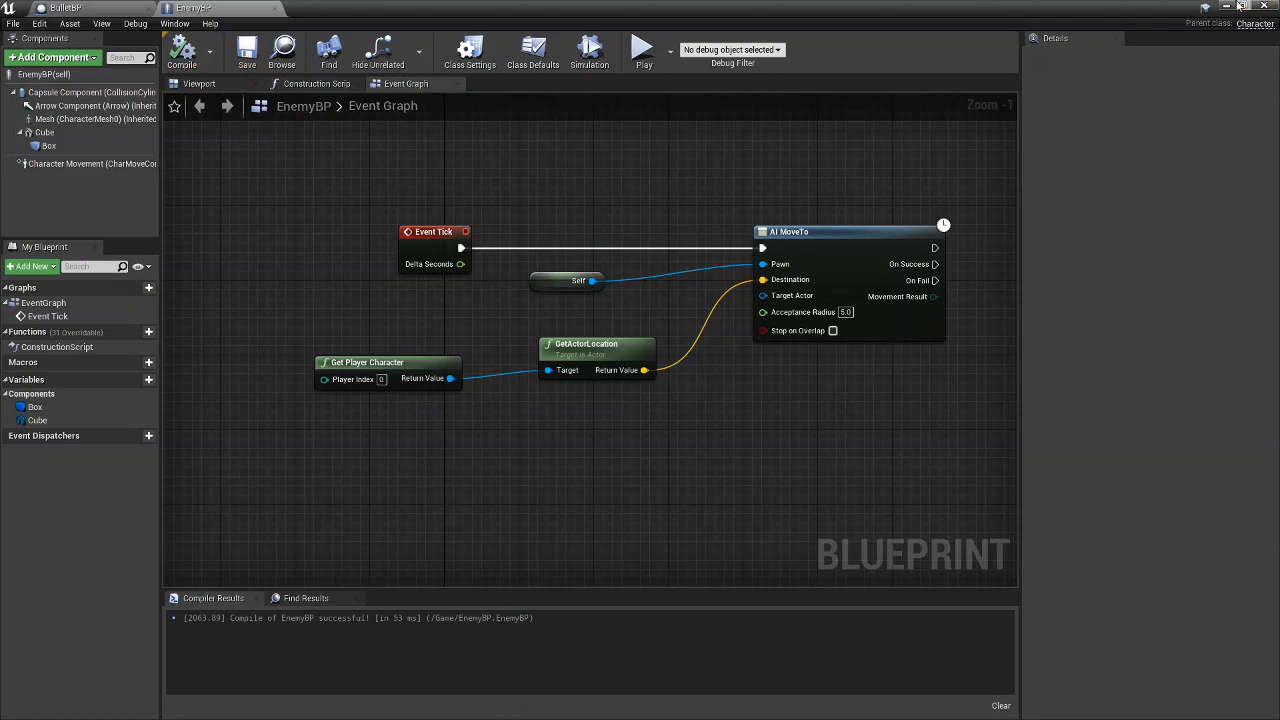 BulletBP
EnemyBP
File Edit Asset View Debug Window Help
Parent class: Character
Components
Details
+Add Component
Search
Compile
Save
Browse
Find
Hide Unrelated
Class Settings
Class Defaults
Simulation
Play
No debug object selected
Debug Filter
EnemyBP(self)
Viewport
Construction Scrip
Event Graph
Capsule Component (CollisionCylin
Arrow Component (Arrow) (Inherit
Mesh (CharacterMesh0) (Inherited
Cube
Box
Character Movement (CharMoveCo
EnemyBP > Event Graph
Zoom -1
My Blueprint
+Add New
Search
Graphs
EventGraph
Event Tick
Functions (31 Overridable)
ConstructionScript
Macros
Variables
Components
Box
Cube
Event Dispatchers
Event Tick
Delta Seconds
Self
Get Player Character
Player Index 0
Return Value
GetActorLocation
Target is Actor
Target
Return Value
AI MoveTo
Pawn
On Success
Destination
On Fail
Target Actor
Movement Result
Acceptance Radius 5.0
Stop on Overlap
BLUEPRINT
Compiler Results
Find Results
[2063.89] Compile of EnemyBP successful! [in 53 ms] (/Game/EnemyBP.EnemyBP)
Clear